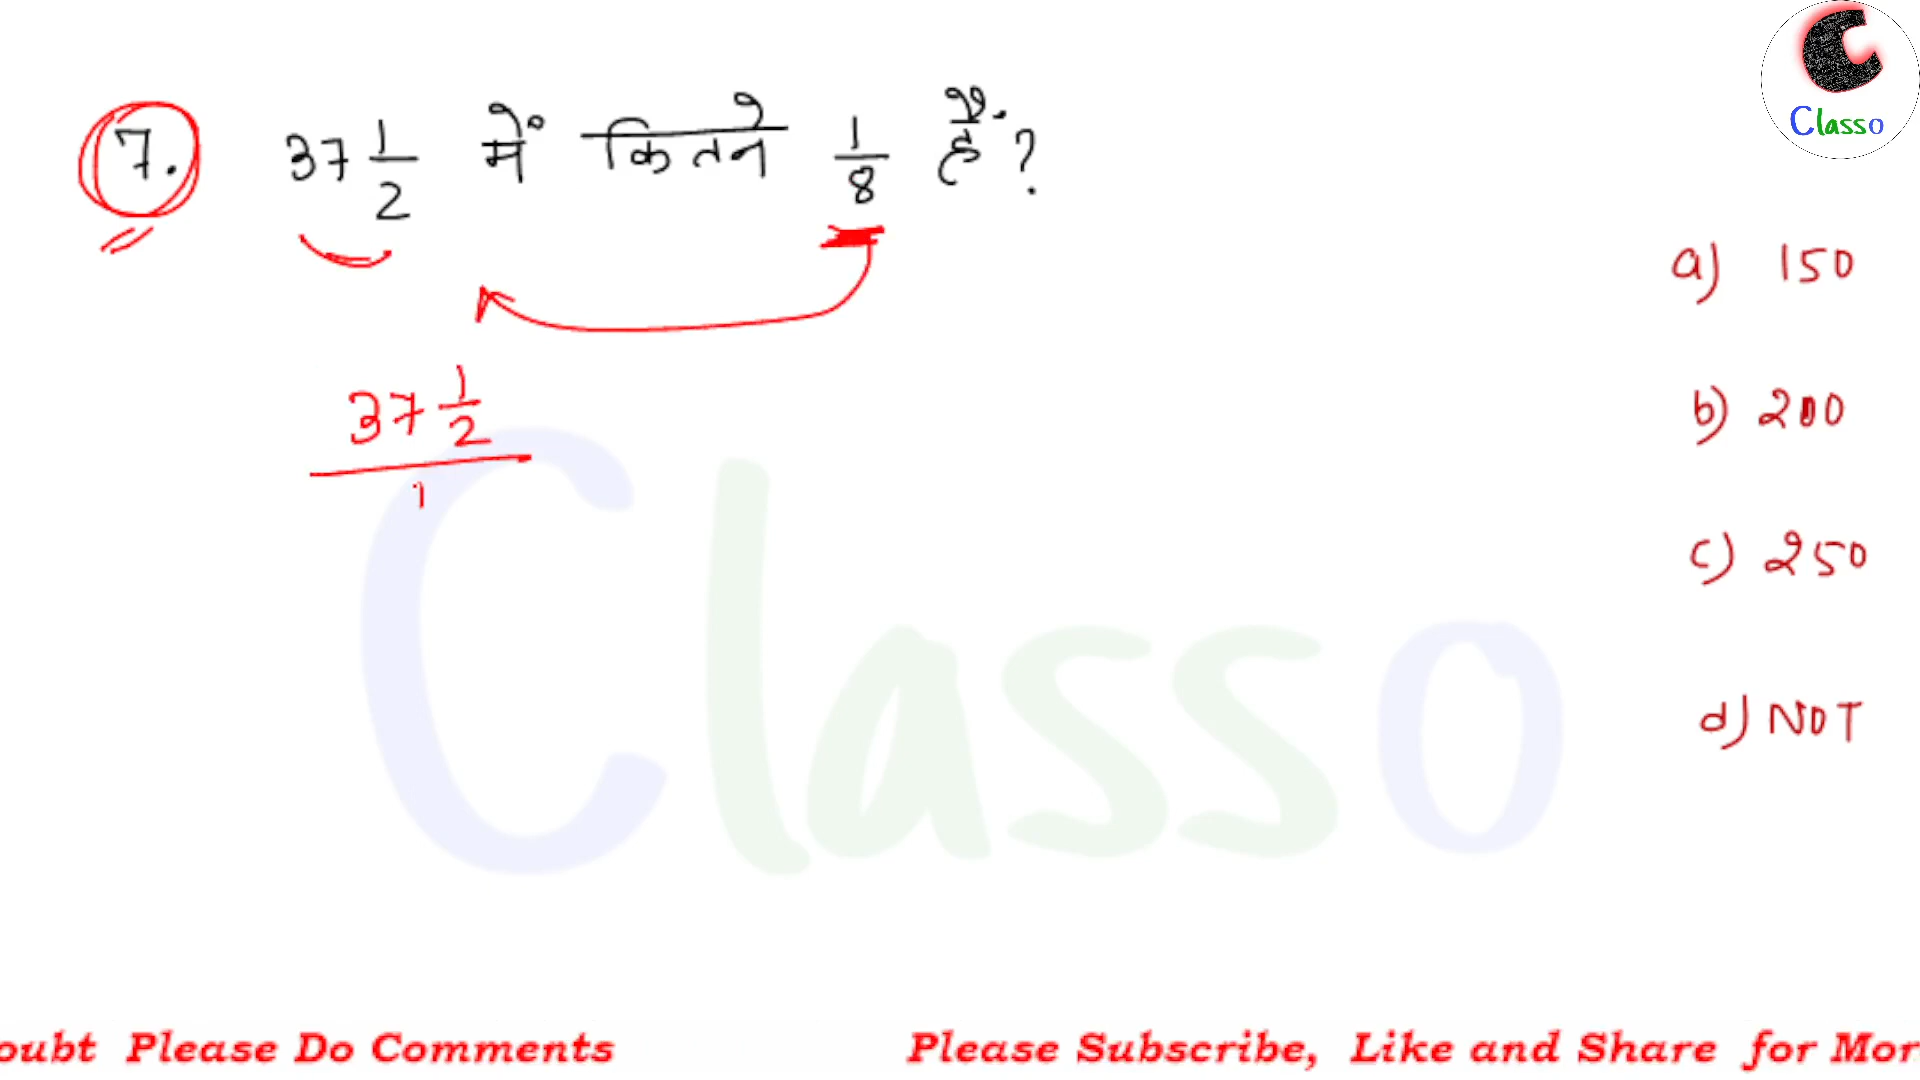 7. 37 1/2 में कितने 1/8 हैं ?
37 1/2
1
a) 150
b) 200
c) 250
d) NOT
Classo
C
Classo
oubt Please Do Comments
Please Subscribe, Like and Share for Mor